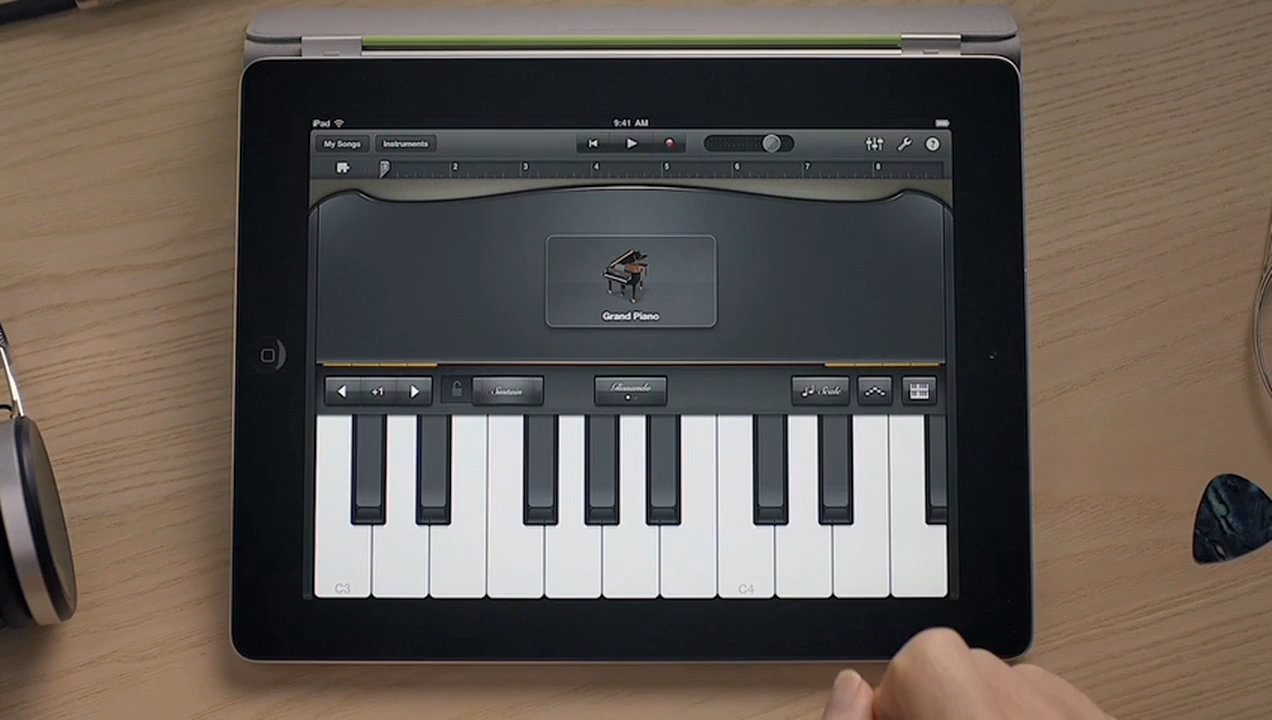 iPad 9:41 AM
My Songs Instruments ?
1 2 3 4 5 6 7 8
Grand Piano
+1 Sustain Glissando Scale
C3 C4